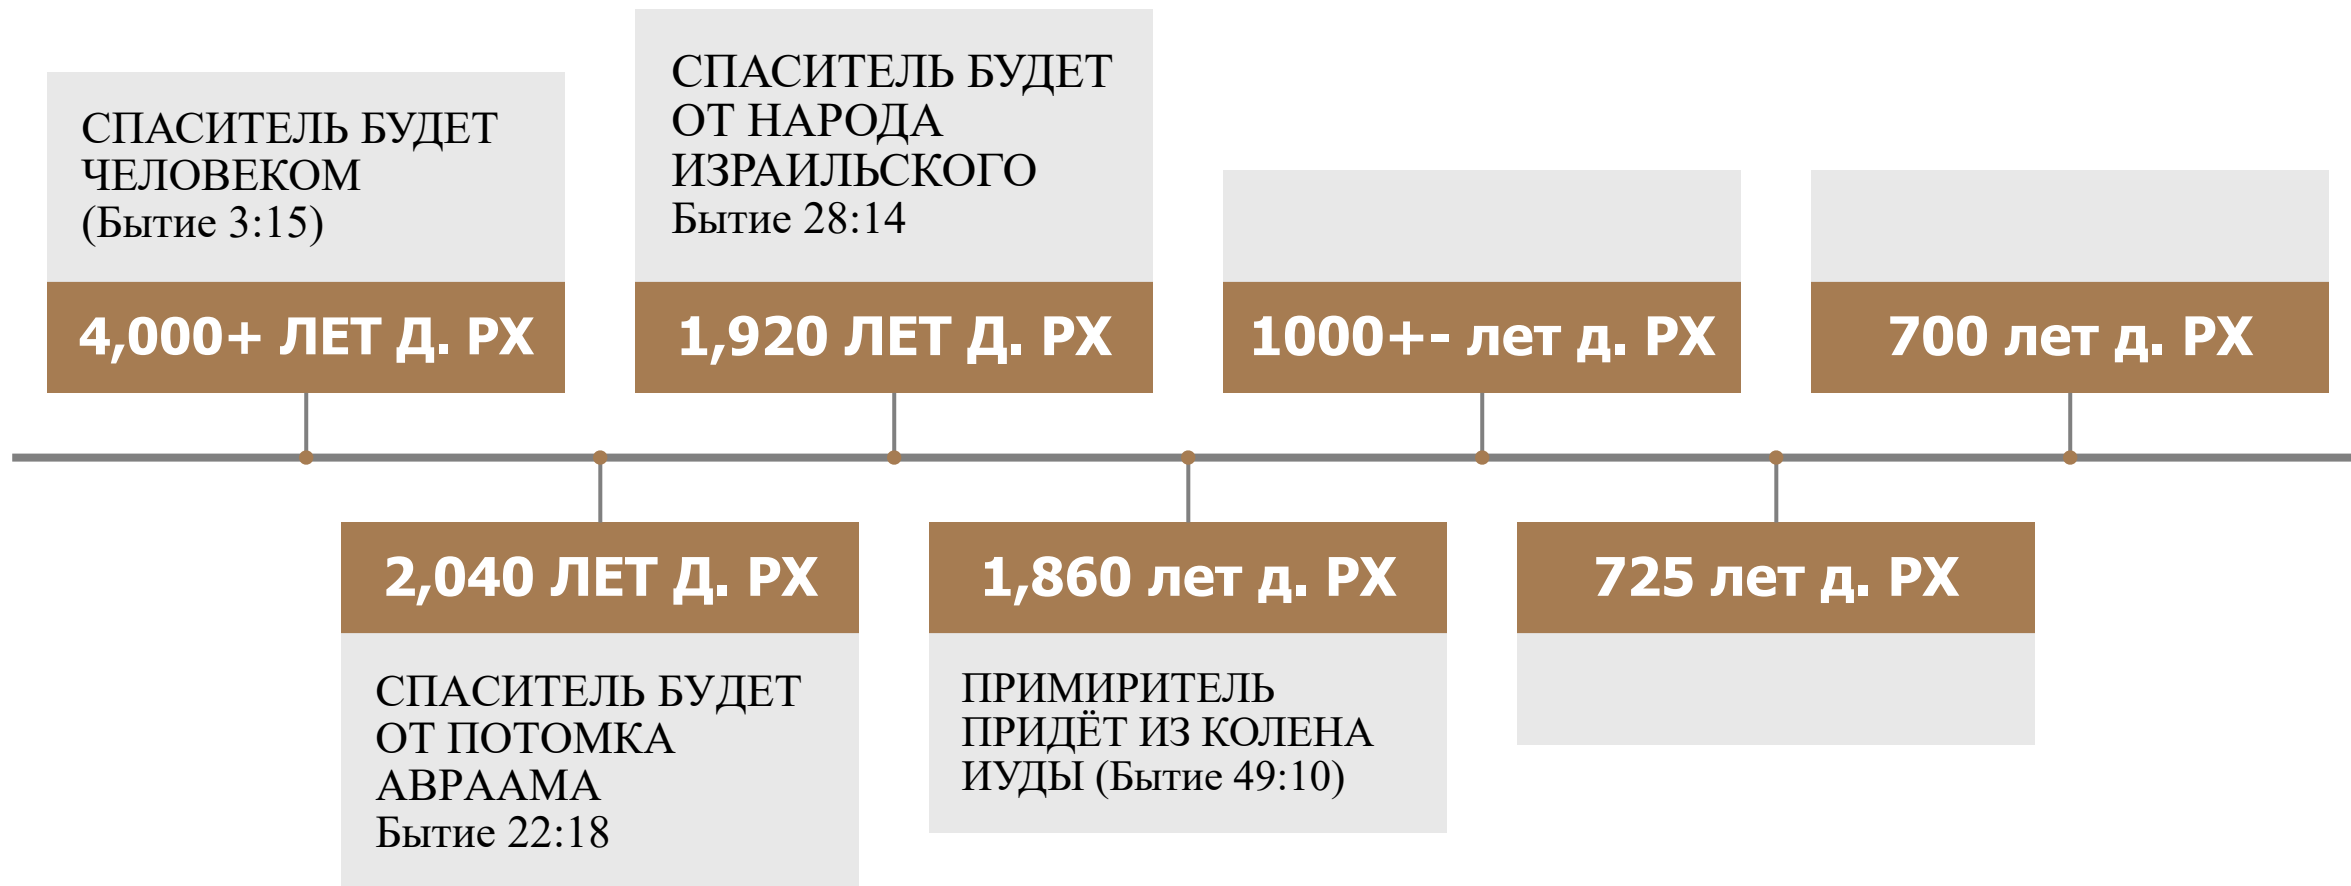 СПАСИТЕЛЬ БУДЕТ
ЧЕЛОВЕКОМ
(Бытие 3:15)
4,000+ ЛЕТ Д. РХ
СПАСИТЕЛЬ БУДЕТ
ОТ НАРОДА
ИЗРАИЛЬСКОГО
Бытие 28:14
1,920 ЛЕТ Д. РХ
1000+- лет д. РХ
700 лет д. РХ
2,040 ЛЕТ Д. РХ
СПАСИТЕЛЬ БУДЕТ
ОТ ПОТОМКА
АВРААМА
Бытие 22:18
1,860 лет д. РХ
ПРИМИРИТЕЛЬ
ПРИДЁТ ИЗ КОЛЕНА
ИУДЫ (Бытие 49:10)
725 лет д. РХ